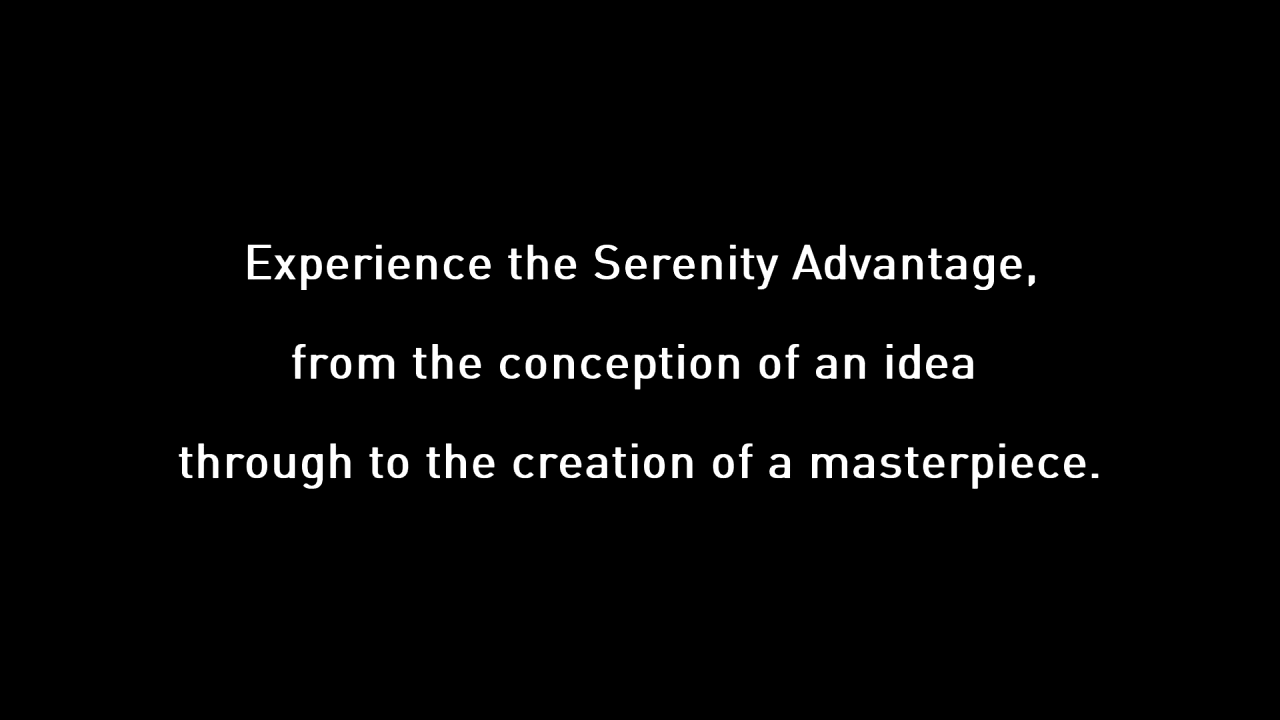 Experience the Serenity Advantage,
from the conception of an idea
through to the creation of a masterpiece.